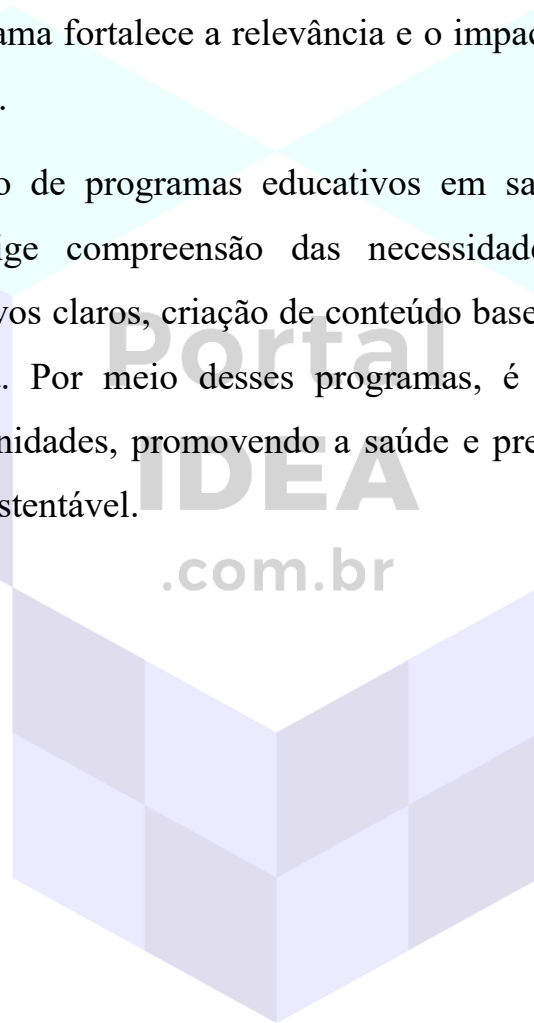 ama fortalece a relevância e o impac
.
o de programas educativos em sa
ige compreensão das necessidade
vos claros, criação de conteúdo base
. Por meio desses programas, é
nidades, promovendo a saúde e pre
stentável.
Portal
IDEA
.com.br